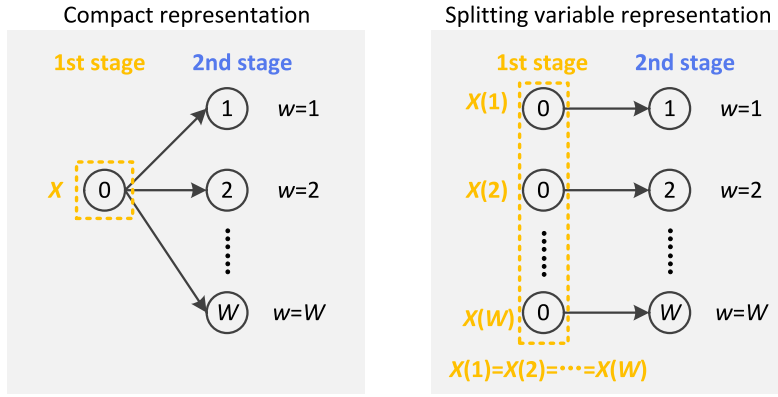 Compact representation
1st stage 2nd stage
1 w=1
X 0 2 w=2
W w=W
Splitting variable representation
1st stage 2nd stage
X(1) 0 1 w=1
X(2) 0 2 w=2
X(W) 0 W w=W
X(1)=X(2)=···=X(W)